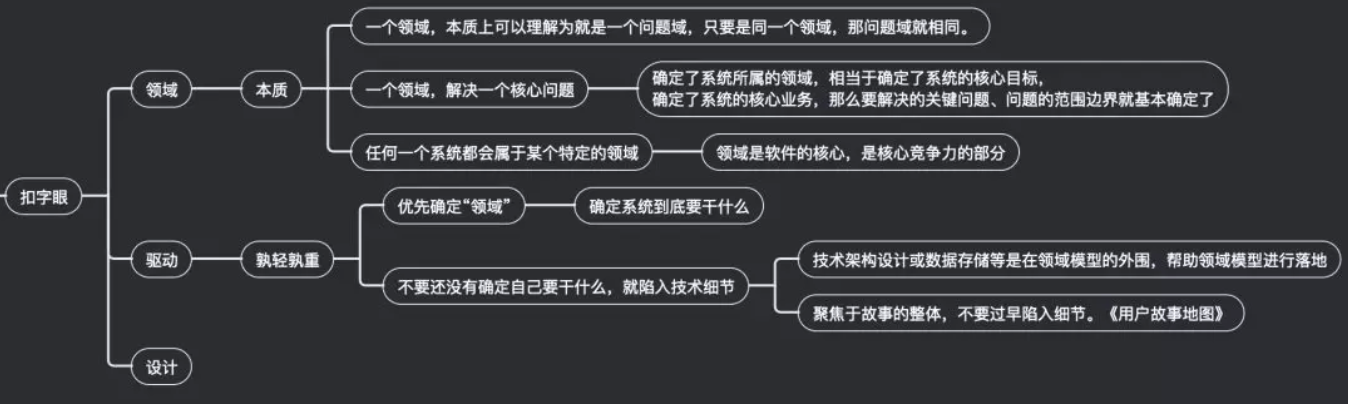 扣字眼
领域
本质
一个领域，本质上可以理解为就是一个问题域，只要是同一个领域，那问题域就相同。
一个领域，解决一个核心问题
确定了系统所属的领域，相当于确定了系统的核心目标，
确定了系统的核心业务，那么要解决的关键问题、问题的范围边界就基本确定了
任何一个系统都会属于某个特定的领域
领域是软件的核心，是核心竞争力的部分
驱动
孰轻孰重
优先确定“领域”
确定系统到底要干什么
不要还没有确定自己要干什么，就陷入技术细节
技术架构设计或数据存储等是在领域模型的外围，帮助领域模型进行落地
聚焦于故事的整体，不要过早陷入细节。《用户故事地图》
设计